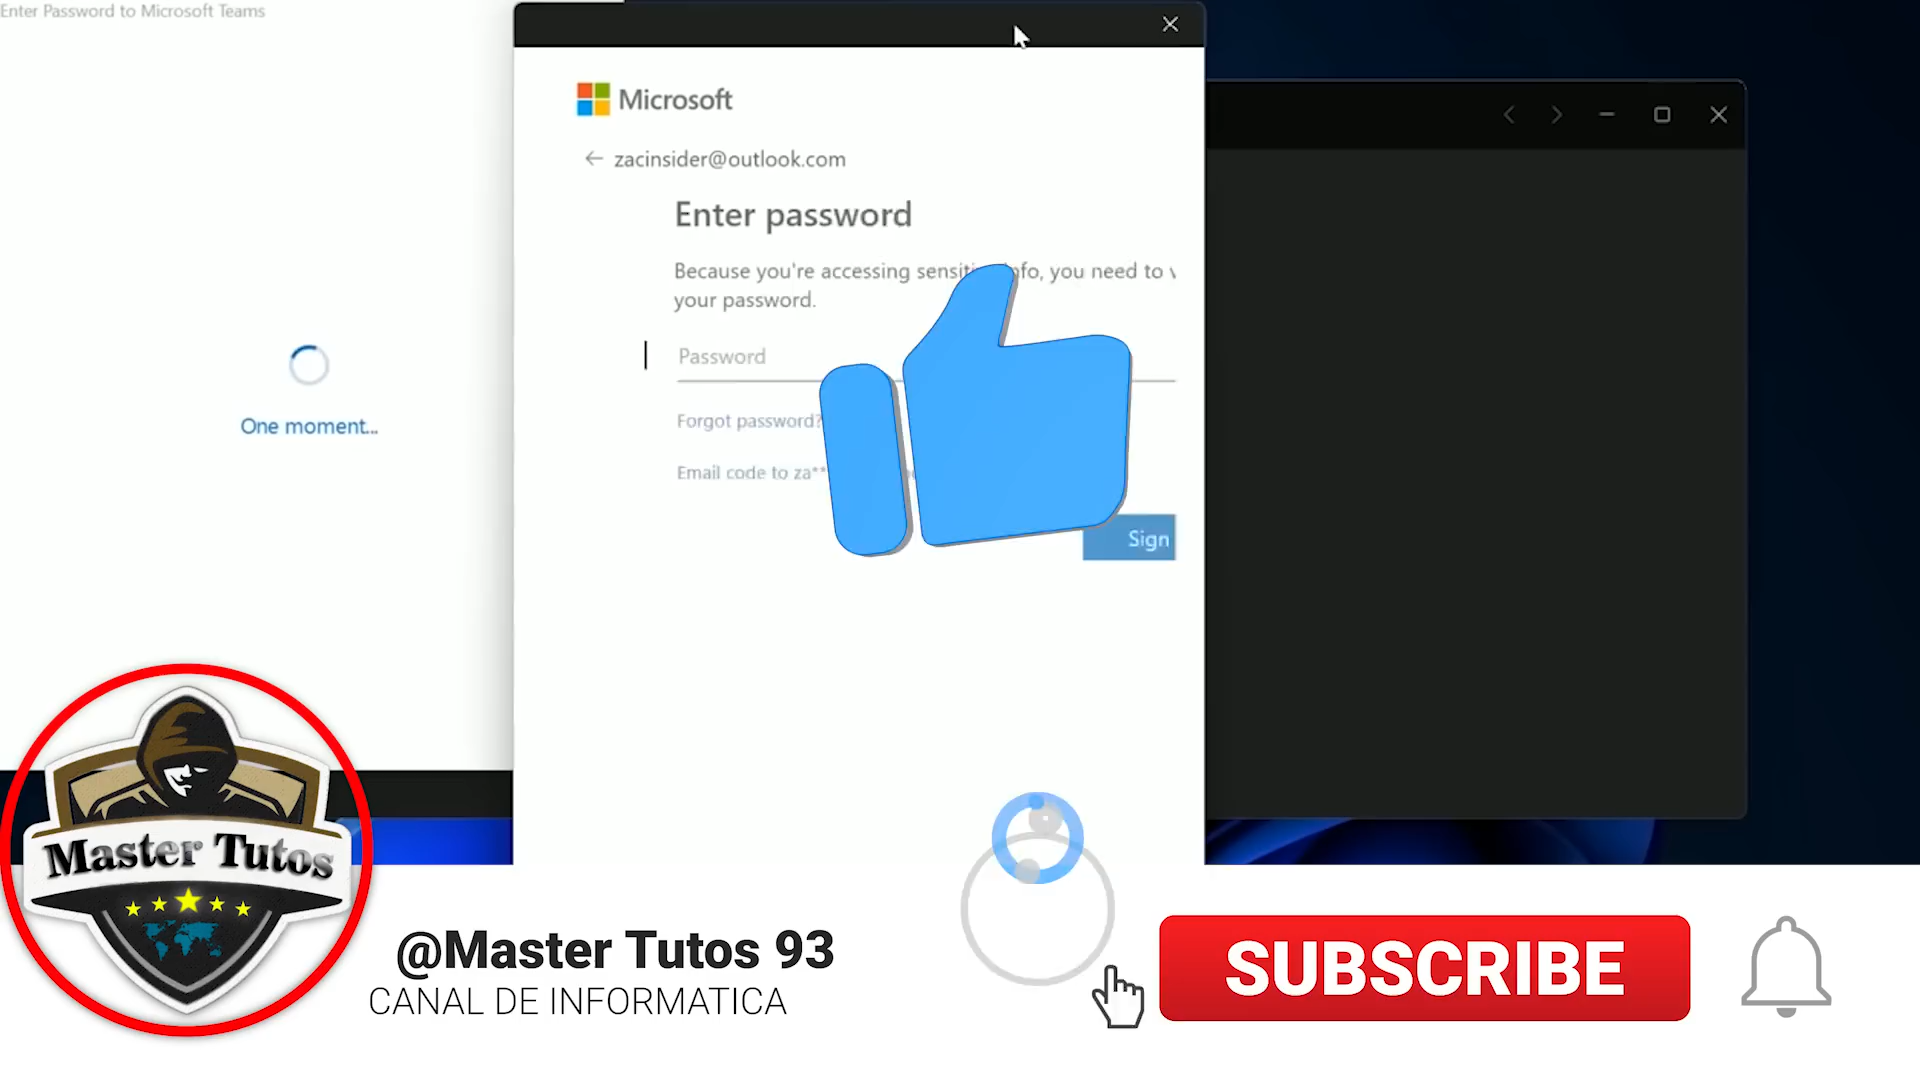 Enter Password to Microsoft Teams
Microsoft
zacinsider@outlook.com
Enter password
Because you're accessing info, you need to
your password.
Password
Forgot password?
Email code to za**
One moment...
Sign
Master Tutos
@Master Tutos 93
CANAL DE INFORMATICA
SUBSCRIBE